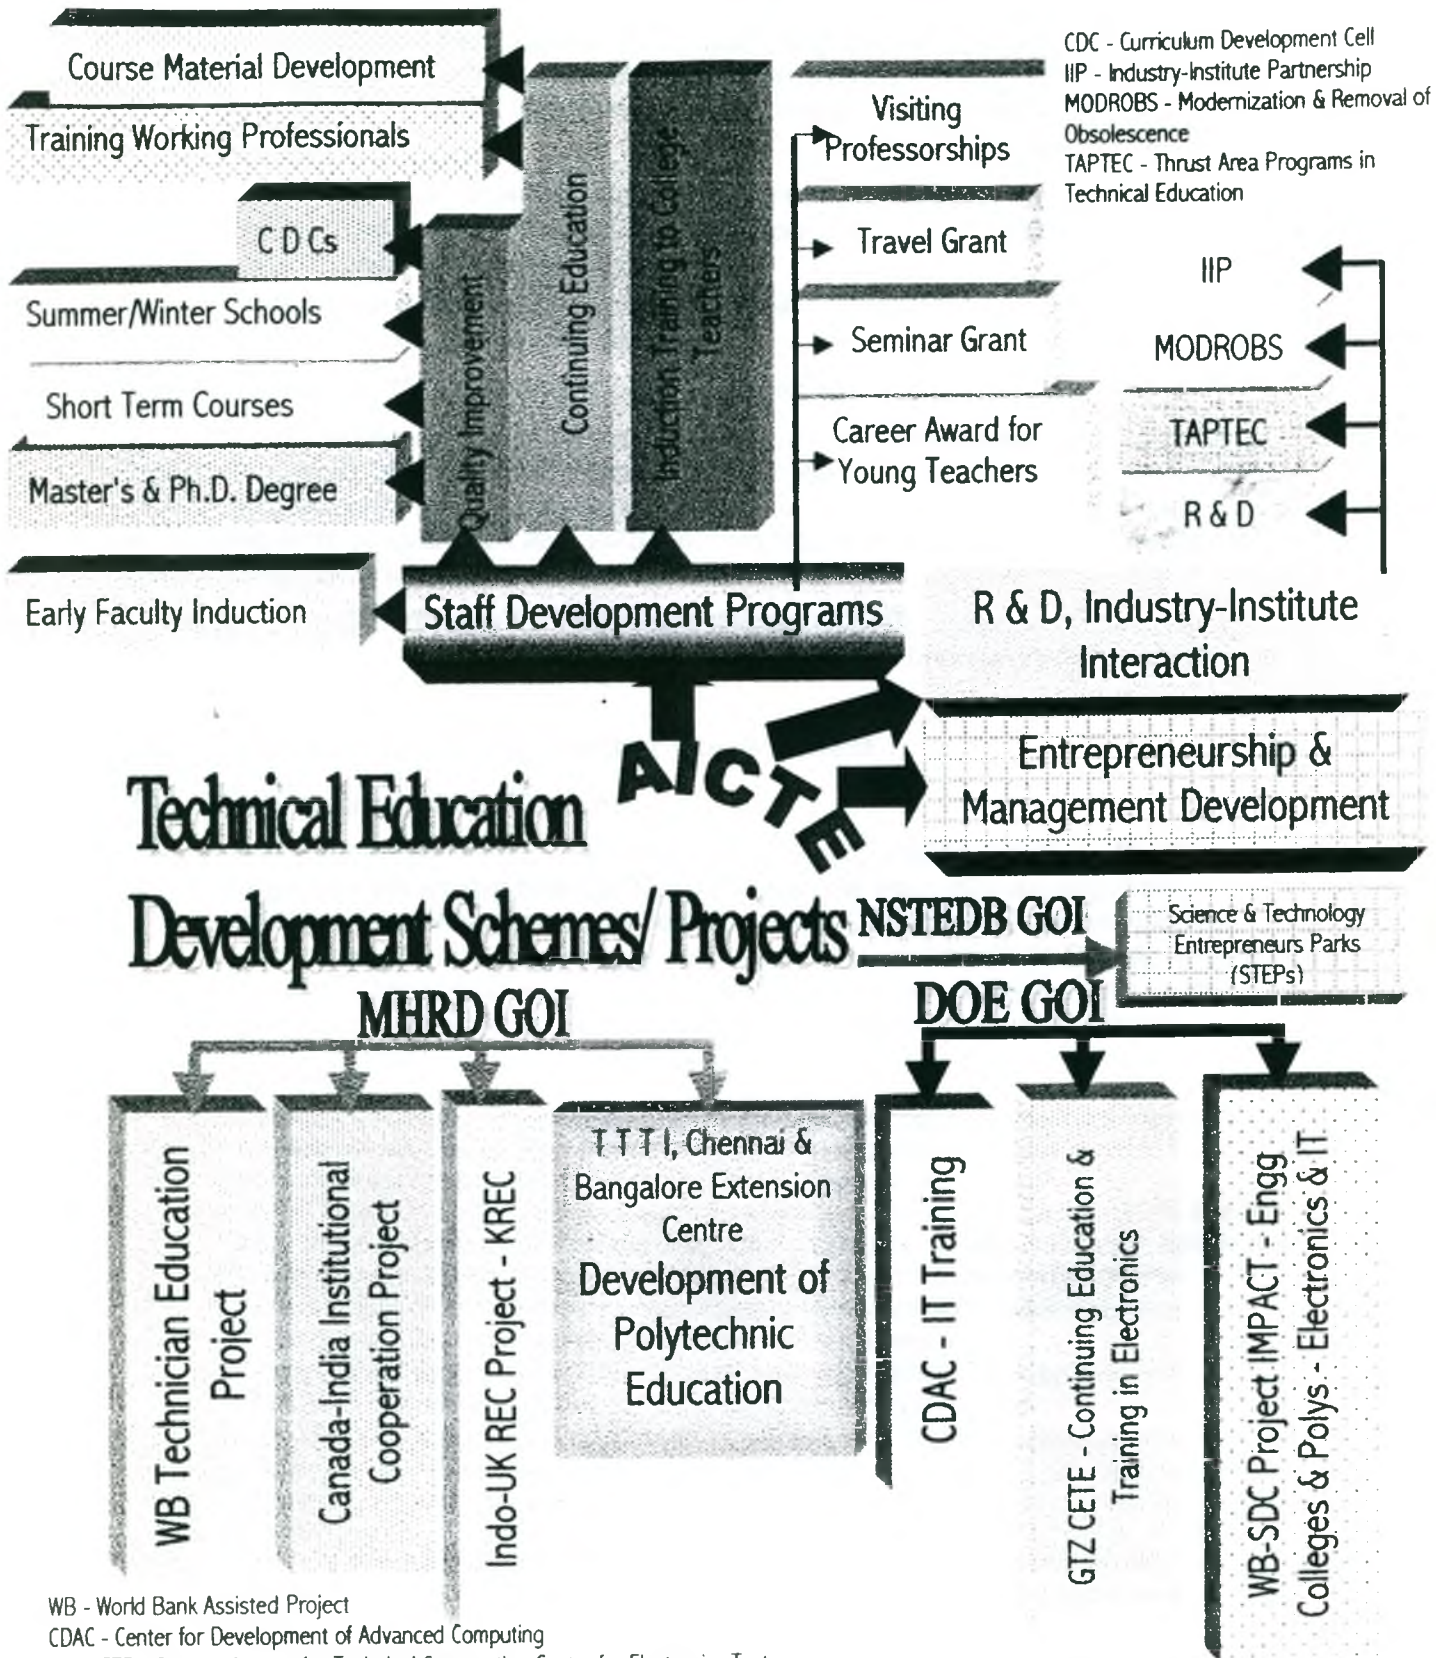 Course Material Development
Training Working Professionals
C D Cs
Summer/Winter Schools
Short Term Courses
Master's & Ph.D. Degree
Early Faculty Induction
Quality Improvement
Continuing Education
Induction Training to College
Teachers
Staff Development Programs
Visiting
Professorships
Travel Grant
Seminar Grant
Career Award for
Young Teachers
CDC - Curriculum Development Cell
IIP - Industry-Institute Partnership
MODROBS - Modernization & Removal of
Obsolescence
TAPTEC - Thrust Area Programs in
Technical Education
IIP
MODROBS
TAPTEC
R & D
R & D, Industry-Institute
Interaction
AICTE
Entrepreneurship &
Management Development
Technical Education
Development Schemes/ Projects
NSTEDB GOI
Science & Technology
Entrepreneurs Parks
(STEPs)
MHRD GOI
DOE GOI
WB Technician Education
Project
Canada-India Institutional
Cooperation Project
Indo-UK REC Project - KREC
T T T I, Chennai &
Bangalore Extension
Centre
Development of
Polytechnic
Education
CDAC - IT Training
GTZ CETE - Continuing Education &
Training in Electronics
WB-SDC Project IMPACT - Engg
Colleges & Polys - Electronics & IT
WB - World Bank Assisted Project
CDAC - Center for Development of Advanced Computing